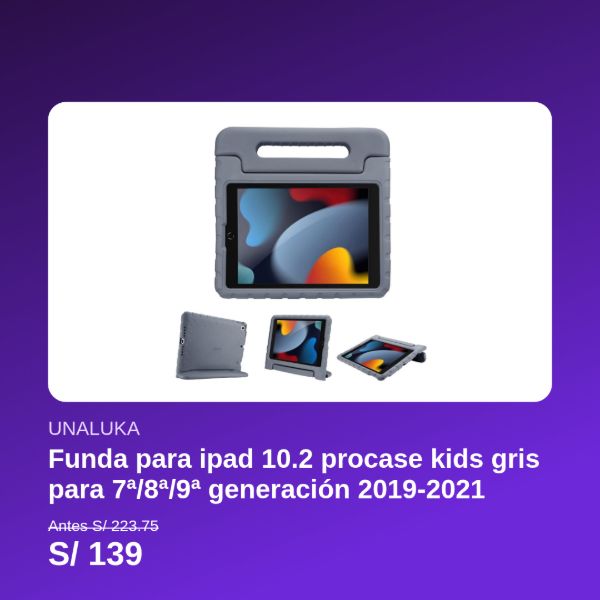 UNALUKA
Funda para ipad 10.2 procase kids gris
para 7ª/8ª/9ª generación 2019-2021
Antes S/ 223.75
S/ 139